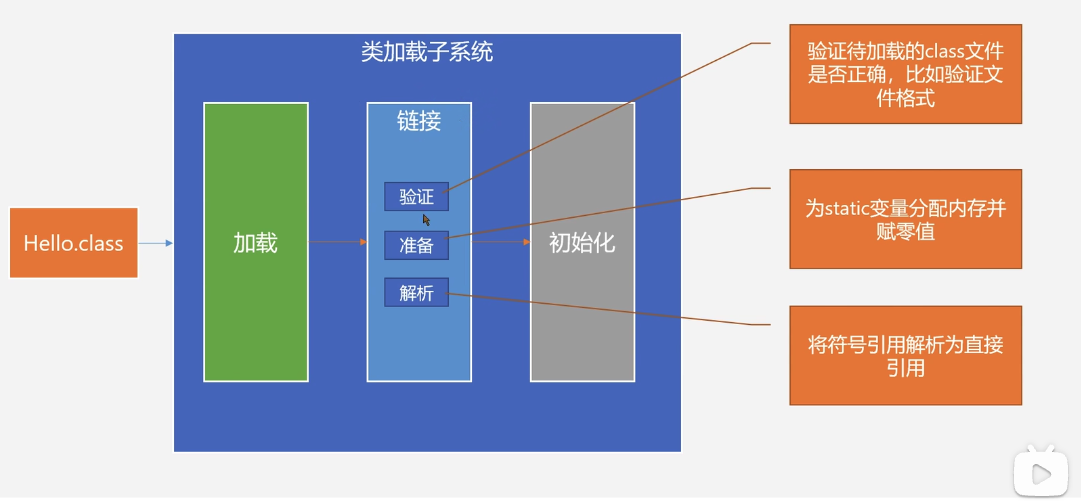 类加载子系统
Hello.class
加载
链接
验证
准备
解析
初始化
验证待加载的class文件
是否正确，比如验证文
件格式
为static变量分配内存并
赋零值
将符号引用解析为直接
引用